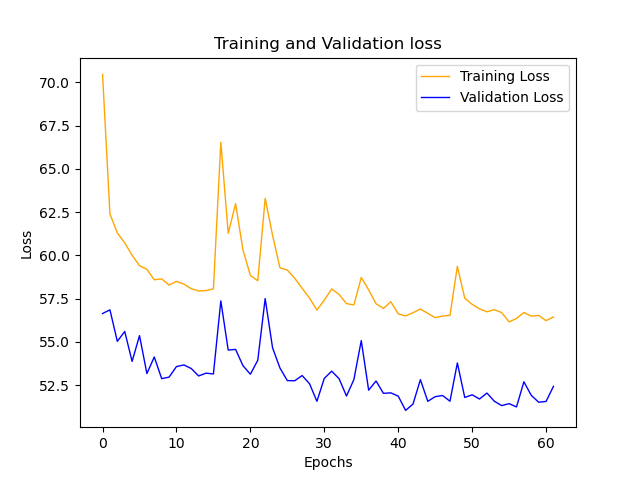 Training and Validation loss
Training Loss
Validation Loss
Loss
70.0
67.5
65.0
62.5
60.0
57.5
55.0
52.5
0 10 20 30 40 50 60
Epochs